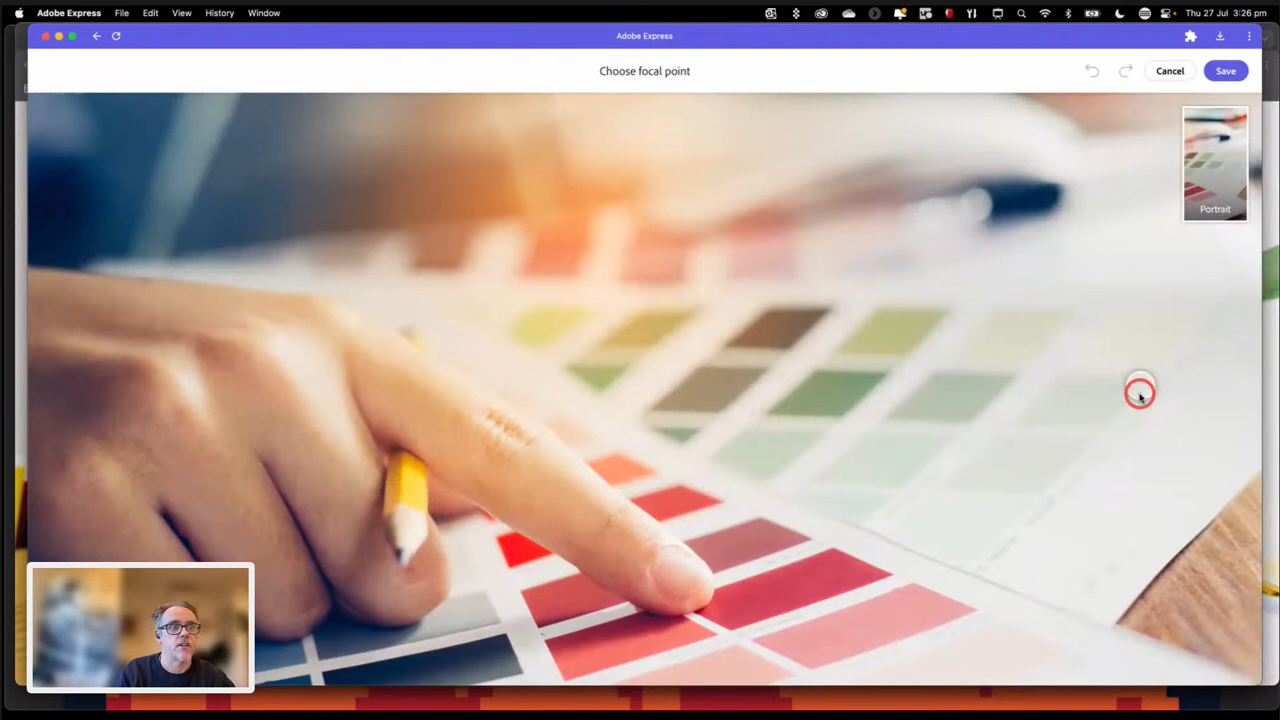 Adobe Express File Edit View History Window Thu 27 Jul 3:26 pm
Adobe Express
Choose focal point
Cancel
Save
Portrait